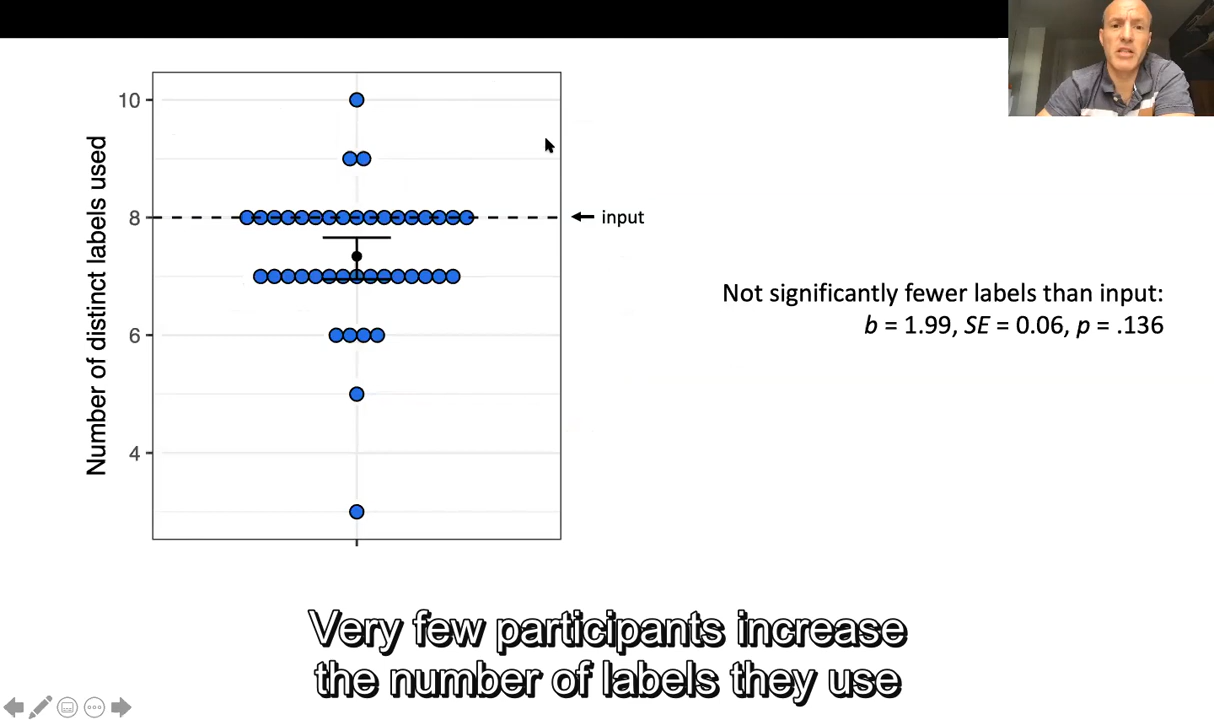 10
8
6
4
Number of distinct labels used
input
Not significantly fewer labels than input:
b = 1.99, SE = 0.06, p = .136
Very few participants increase
the number of labels they use